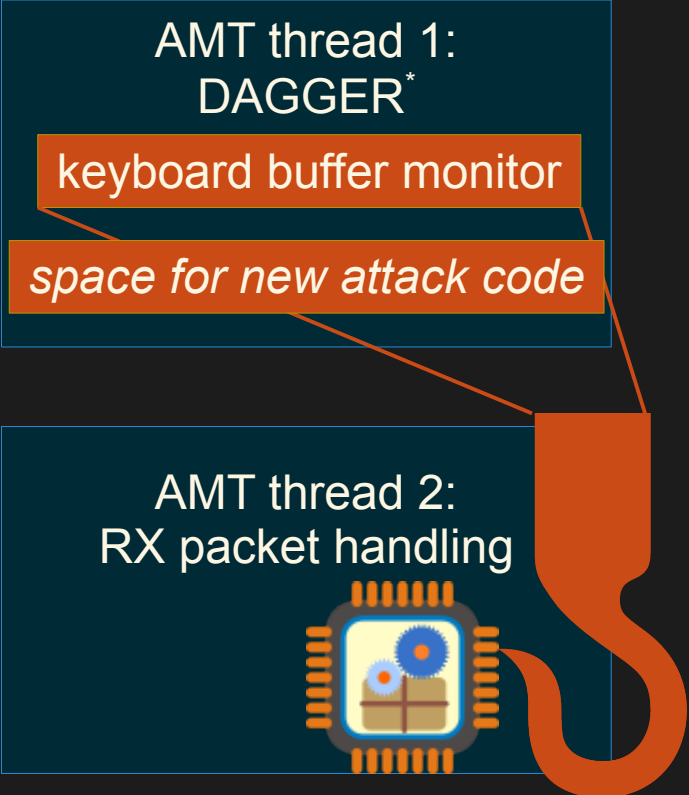 AMT thread 1:
DAGGER*
keyboard buffer monitor
space for new attack code
AMT thread 2:
RX packet handling